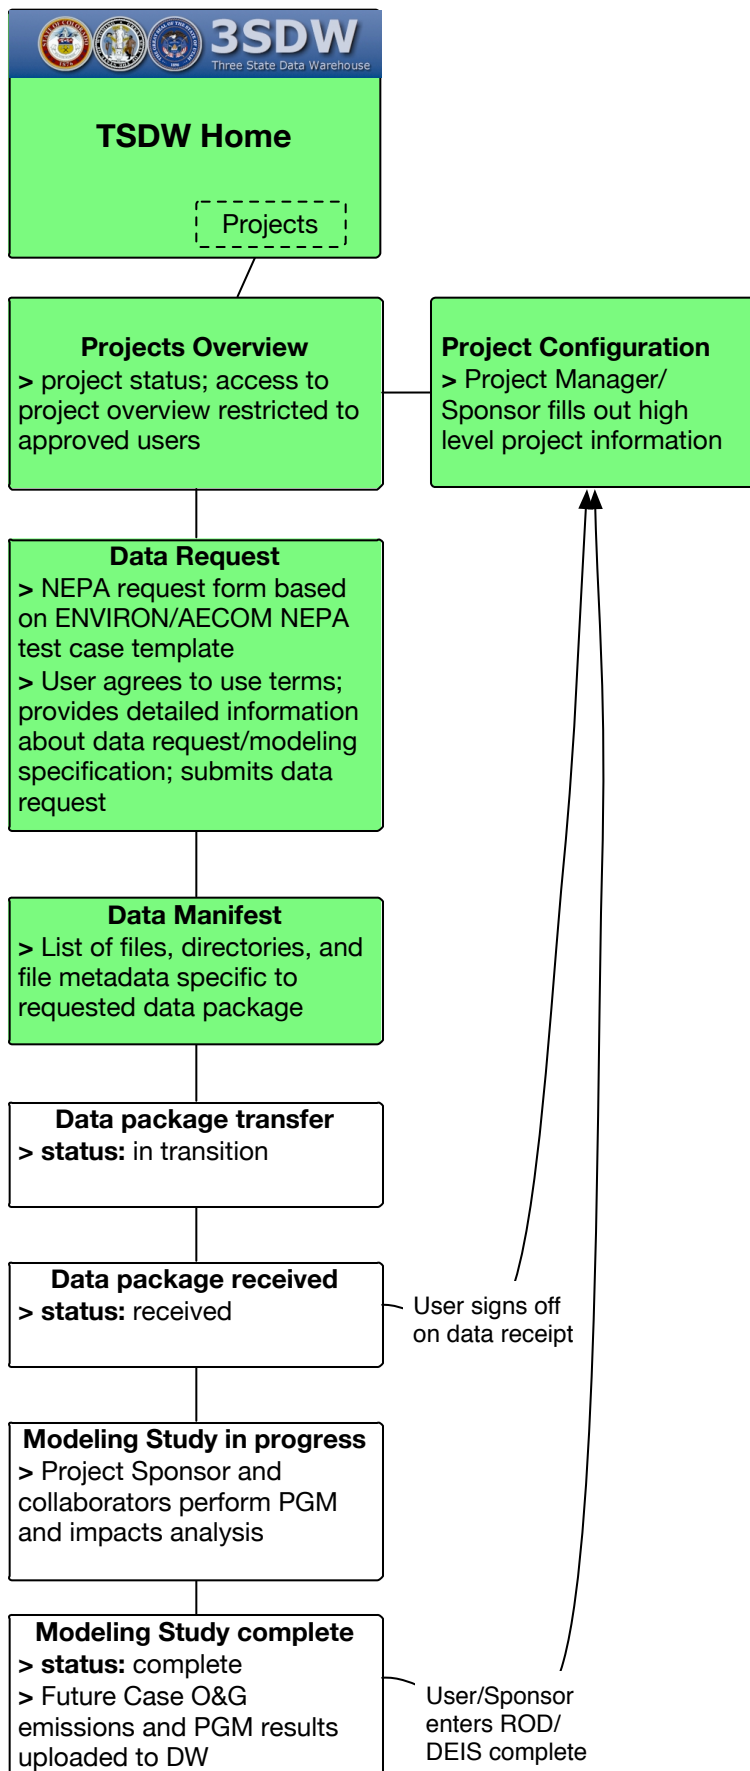 3SDW
Three State Data Warehouse
TSDW Home
Projects
Projects Overview
> project status; access to
project overview restricted to
approved users
Project Configuration
> Project Manager/
Sponsor fills out high
level project information
Data Request
> NEPA request form based
on ENVIRON/AECOM NEPA
test case template
> User agrees to use terms;
provides detailed information
about data request/modeling
specification; submits data
request
Data Manifest
> List of files, directories, and
file metadata specific to
requested data package
Data package transfer
> status: in transition
Data package received
> status: received
User signs off
on data receipt
Modeling Study in progress
> Project Sponsor and
collaborators perform PGM
and impacts analysis
Modeling Study complete
> status: complete
> Future Case O&G
emissions and PGM results
uploaded to DW
User/Sponsor
enters ROD/
DEIS complete